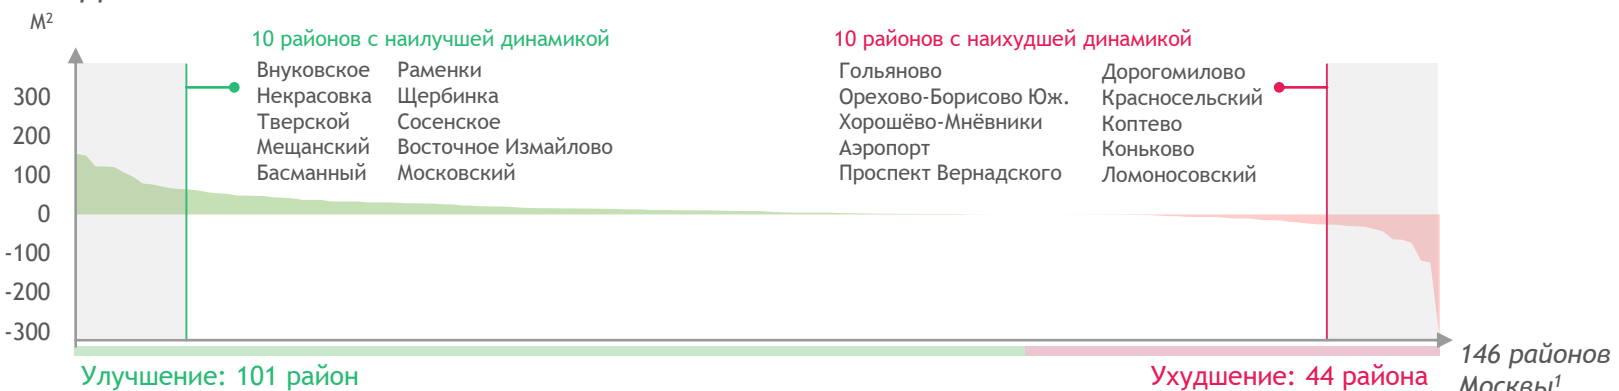 М²
10 районов с наилучшей динамикой
Внуковское Раменки
Некрасовка Щербинка
Тверской Сосенское
Мещанский Восточное Измайлово
Басманный Московский
10 районов с наихудшей динамикой
Гольяново Дорогомилово
Орехово-Борисово Юж. Красносельский
Хорошёво-Мнёвники Коптево
Аэропорт Коньково
Проспект Вернадского Ломоносовский
300
200
100
0
-100
-200
-300
Улучшение: 101 район
Ухудшение: 44 района
146 районов
Москвы¹